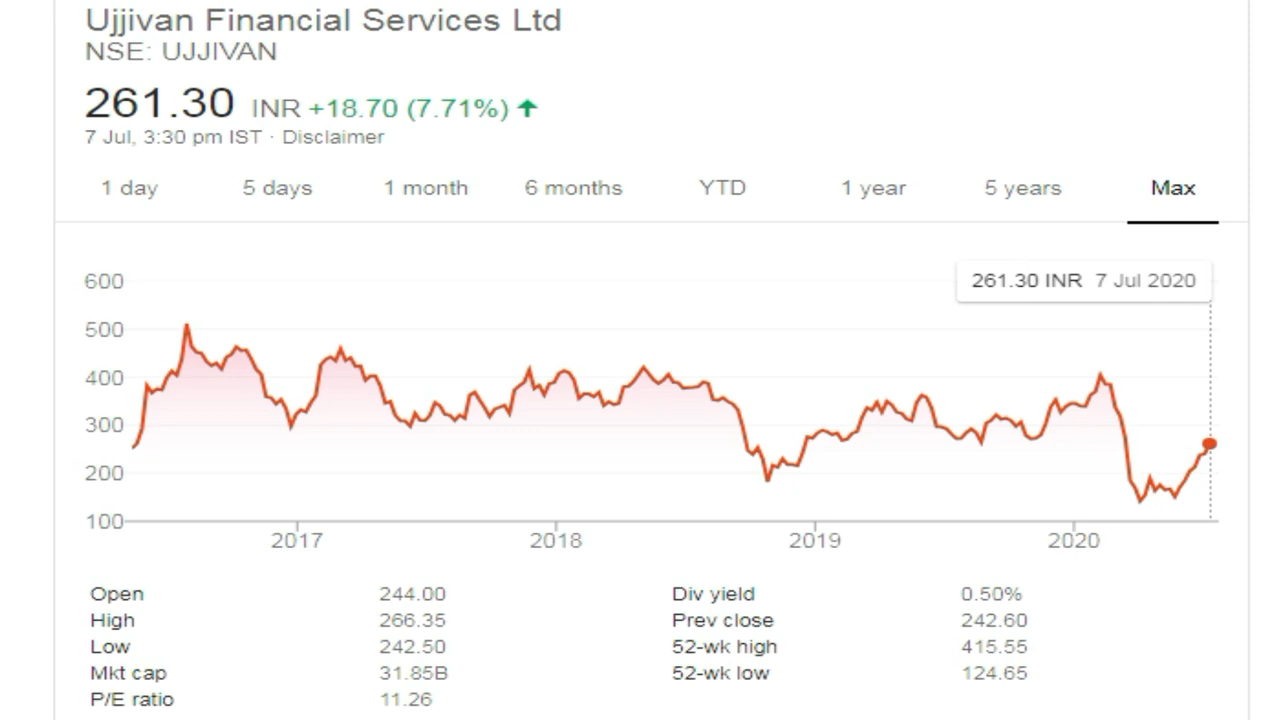 Ujjivan Financial Services Ltd
NSE: UJJIVAN
261.30 INR +18.70 (7.71%)
7 Jul, 3:30 pm IST · Disclaimer
1 day 5 days 1 month 6 months YTD 1 year 5 years Max
261.30 INR 7 Jul 2020
600
500
400
300
200
100
2017 2018 2019 2020
Open 244.00 Div yield 0.50%
High 266.35 Prev close 242.60
Low 242.50 52-wk high 415.55
Mkt cap 31.85B 52-wk low 124.65
P/E ratio 11.26